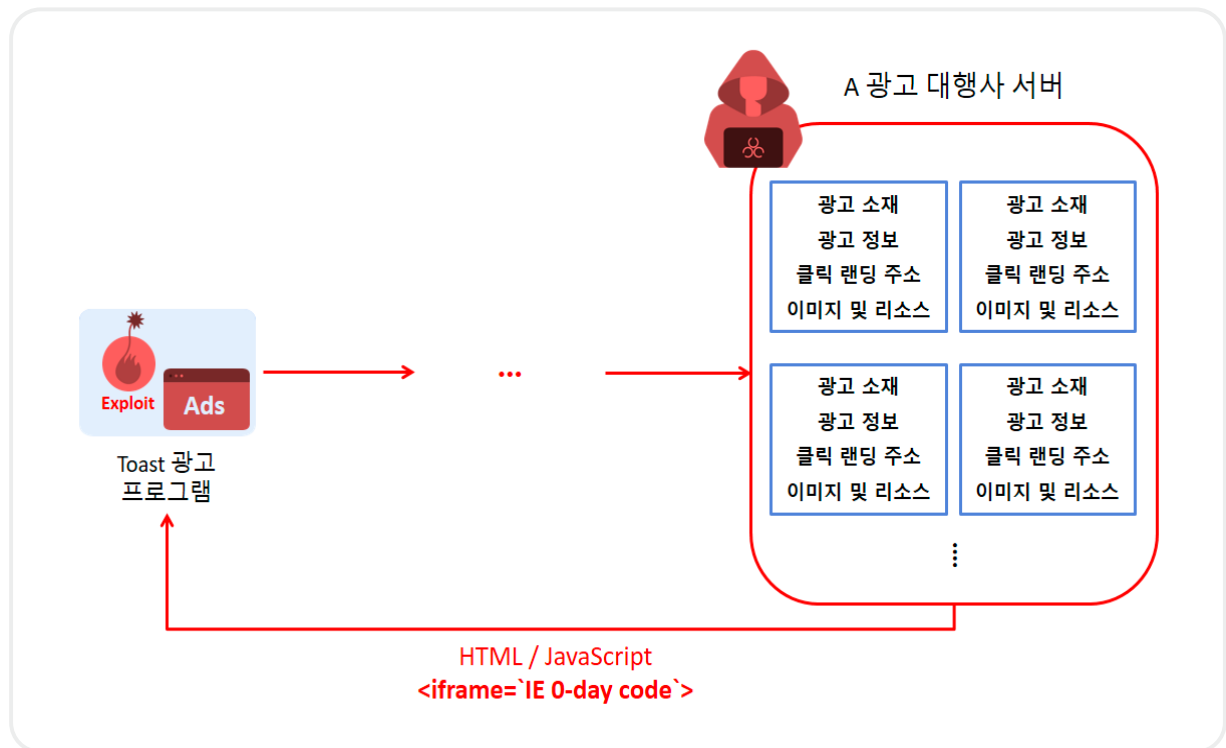 A 광고 대행사 서버
광고 소재
광고 정보
클릭 랜딩 주소
이미지 및 리소스
광고 소재
광고 정보
클릭 랜딩 주소
이미지 및 리소스
Exploit
Ads
Toast 광고
프로그램
...
광고 소재
광고 정보
클릭 랜딩 주소
이미지 및 리소스
광고 소재
광고 정보
클릭 랜딩 주소
이미지 및 리소스
HTML / JavaScript
<iframe=`IE 0-day code`>